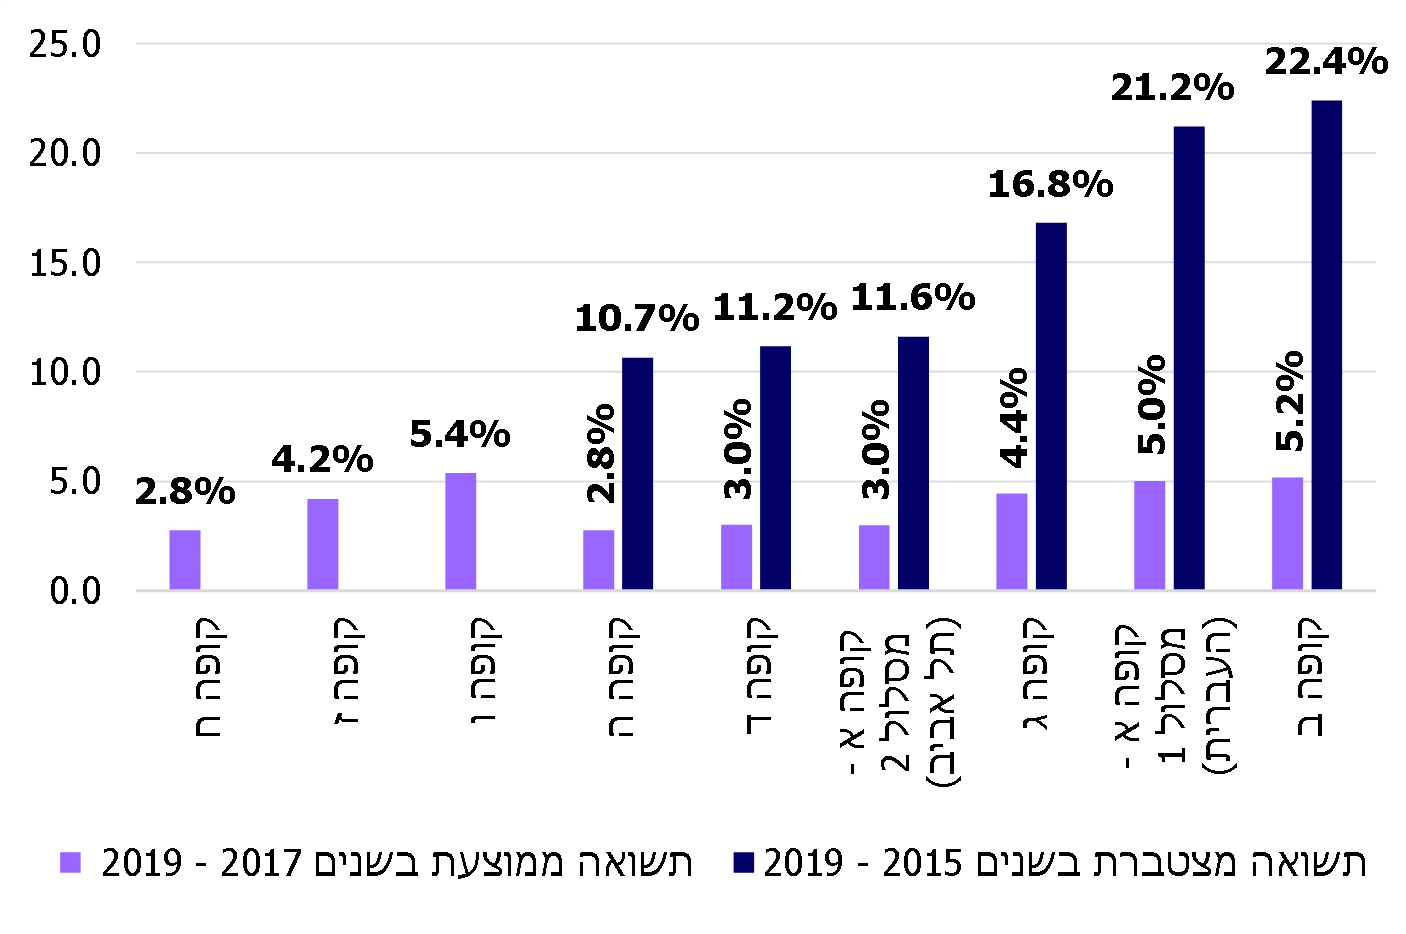 25.0
20.0
15.0
10.0
5.0
0.0
2.8%
4.2%
5.4%
2.8%
10.7%
3.0%
11.2%
3.0%
11.6%
4.4%
16.8%
5.0%
21.2%
5.2%
22.4%
קופה ח
קופה ז
קופה ו
קופה ה
קופה ד
קופה א -
מסלול 2
(תל אביב)
קופה ג
קופה א -
מסלול 1
(העברית)
קופה ב
תשואה ממוצעת בשנים 2017 - 2019
תשואה מצטברת בשנים 2015 - 2019